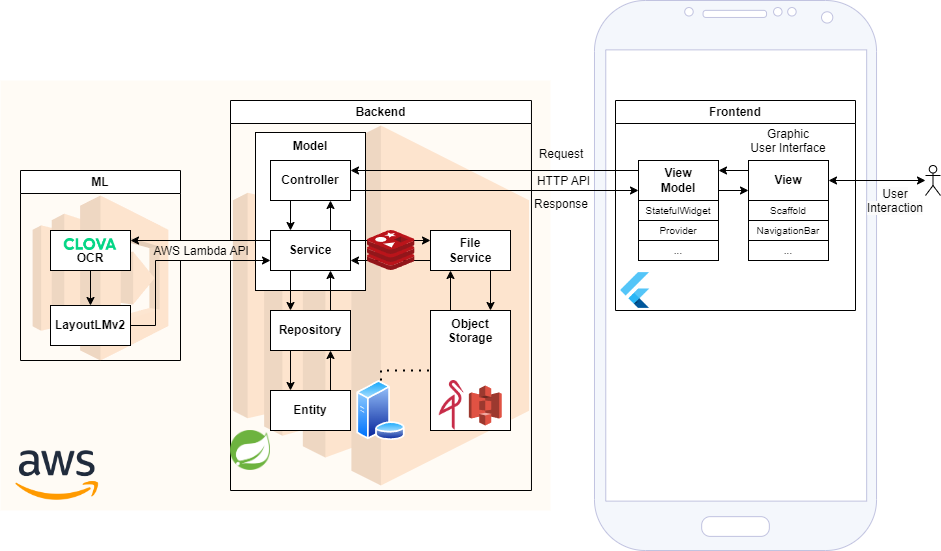 Backend
Frontend
Graphic
User Interface
Model
Request
Controller
HTTP API
View
Model
View
ML
User
Interaction
Response
StatefulWidget
Scaffold
Provider
NavigationBar
...
...
CLOVA
OCR
AWS Lambda API
Service
File
Service
LayoutLMv2
Repository
Object
Storage
Entity
aws